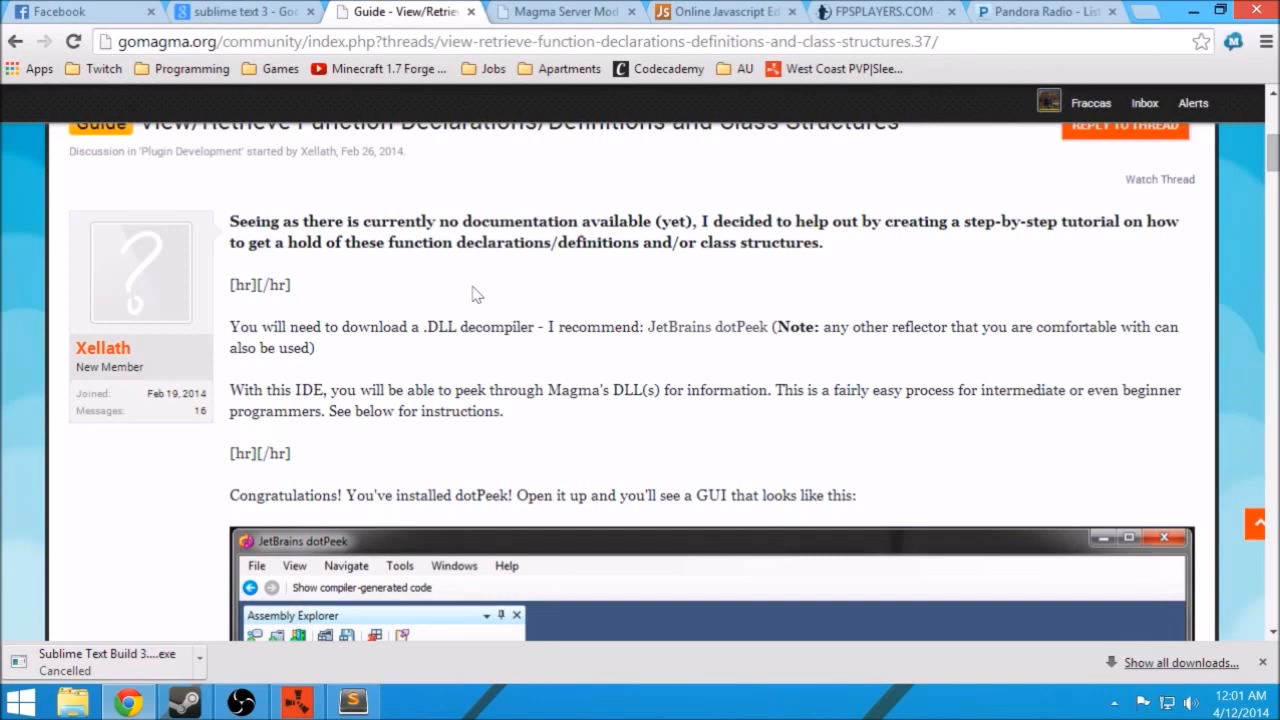 Facebook
sublime text 3 - Goo
Guide - View/Retrie
Magma Server Mod
Online Javascript Ed
FPSPLAYERS.COM
Pandora Radio - List
gomagma.org/community/index.php?threads/view-retrieve-function-declarations-definitions-and-class-structures.37/
Apps Twitch Programming Games Minecraft 1.7 Forge ... Jobs Apartments Codecademy AU West Coast PVP|Slee...
Fraccas Inbox Alerts
Guide View/Retrieve Function Declarations/Definitions and Class Structures
REPLY TO THREAD
Discussion in 'Plugin Development' started by Xellath, Feb 26, 2014.
Watch Thread
Xellath
New Member
Joined: Feb 19, 2014
Messages: 16
Seeing as there is currently no documentation available (yet), I decided to help out by creating a step-by-step tutorial on how
to get a hold of these function declarations/definitions and/or class structures.
[hr][/hr]
You will need to download a .DLL decompiler - I recommend: JetBrains dotPeek (Note: any other reflector that you are comfortable with can
also be used)
With this IDE, you will be able to peek through Magma's DLL(s) for information. This is a fairly easy process for intermediate or even beginner
programmers. See below for instructions.
[hr][/hr]
Congratulations! You've installed dotPeek! Open it up and you'll see a GUI that looks like this:
JetBrains dotPeek
File View Navigate Tools Windows Help
Show compiler-generated code
Assembly Explorer
Sublime Text Build 3....exe
Cancelled
Show all downloads...
12:01 AM
4/12/2014